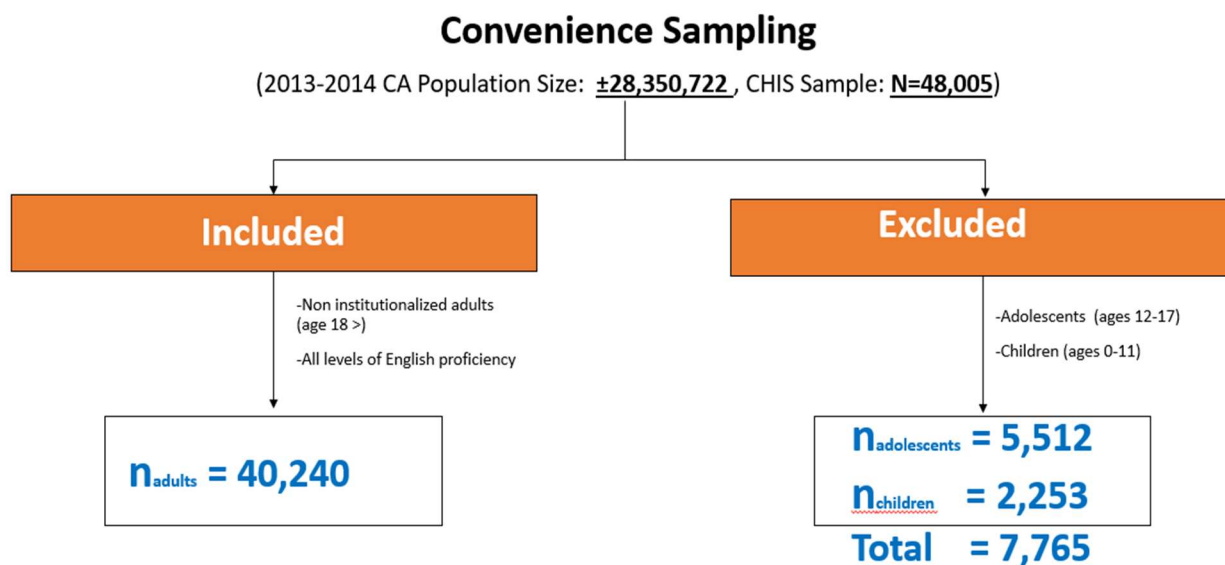 Convenience Sampling
(2013-2014 CA Population Size: ±28,350,722 , CHIS Sample: N=48,005)
Included
Excluded
-Non institutionalized adults
(age 18 >)
-All levels of English proficiency
-Adolescents (ages 12-17)
-Children (ages 0-11)
nadults = 40,240
nadolescents = 5,512
nchildren = 2,253
Total = 7,765